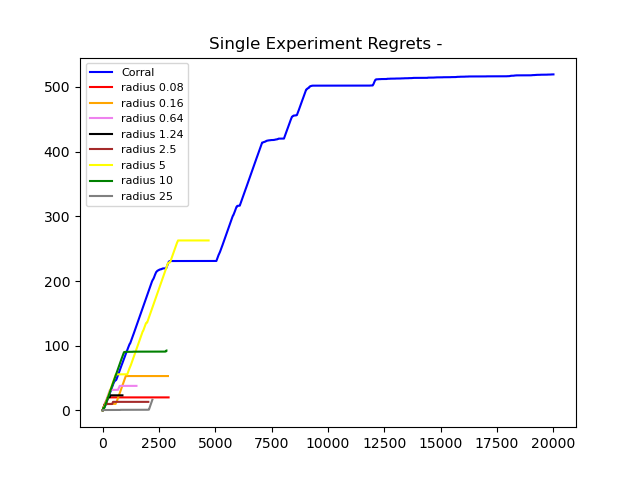 Single Experiment Regrets -
Corral
radius 0.08
radius 0.16
radius 0.64
radius 1.24
radius 2.5
radius 5
radius 10
radius 25
500
400
300
200
100
0
0 2500 5000 7500 10000 12500 15000 17500 20000